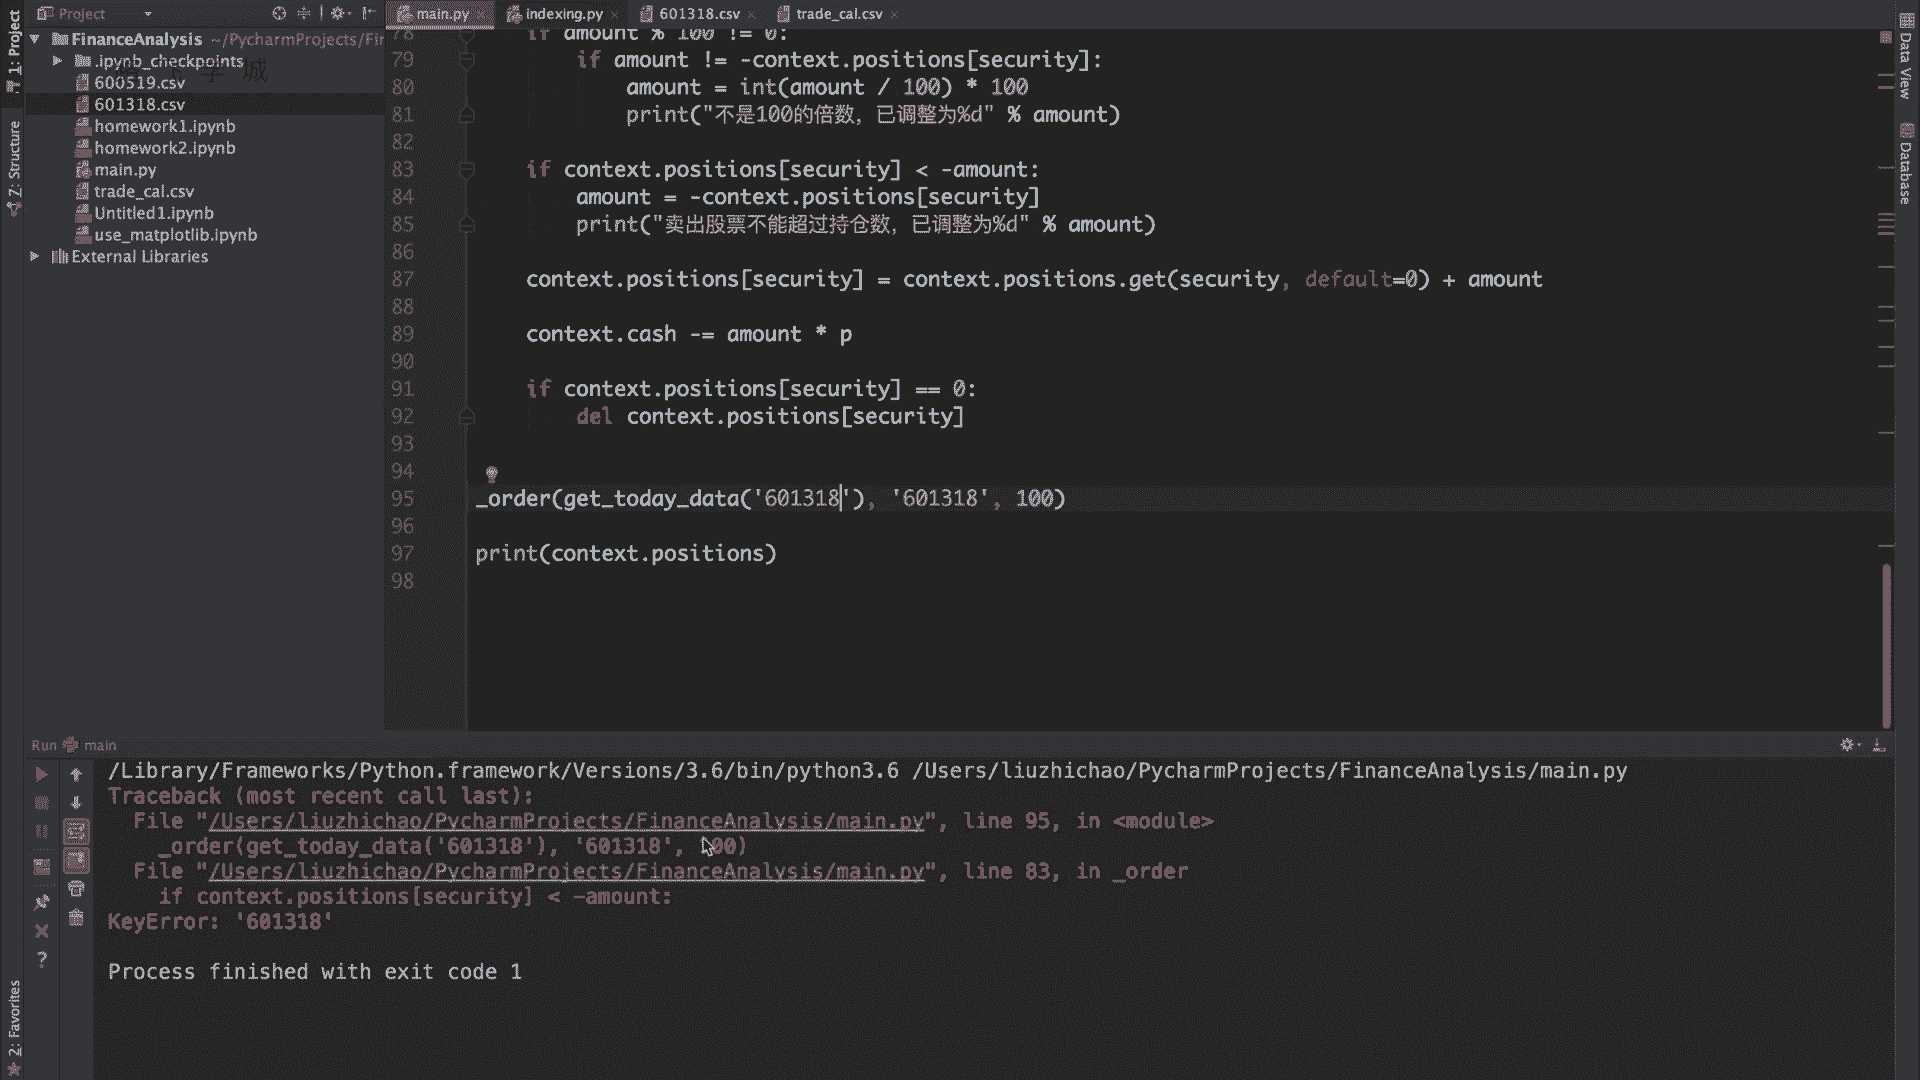 Project
main.py
indexing.py
601318.csv
trade_cal.csv
1: Project
Z: Structure
2: Favorites
Data View
Database
FinanceAnalysis ~/PycharmProjects/Fir
.ipynb_checkpoints
600519.csv
601318.csv
homework1.ipynb
homework2.ipynb
main.py
trade_cal.csv
Untitled1.ipynb
use_matplotlib.ipynb
External Libraries
78 if amount % 100 != 0:
79 if amount != -context.positions[security]:
80 amount = int(amount / 100) * 100
81 print("不是100的倍数，已调整为%d" % amount)
82
83 if context.positions[security] < -amount:
84 amount = -context.positions[security]
85 print("卖出股票不能超过持仓数，已调整为%d" % amount)
86
87 context.positions[security] = context.positions.get(security, default=0) + amount
88
89 context.cash -= amount * p
90
91 if context.positions[security] == 0:
92 del context.positions[security]
93
94
95 _order(get_today_data('601318'), '601318', 100)
96
97 print(context.positions)
98
Run main
/Library/Frameworks/Python.framework/Versions/3.6/bin/python3.6 /Users/liuzhichao/PycharmProjects/FinanceAnalysis/main.py
Traceback (most recent call last):
File "/Users/liuzhichao/PycharmProjects/FinanceAnalysis/main.py", line 95, in <module>
_order(get_today_data('601318'), '601318', 100)
File "/Users/liuzhichao/PycharmProjects/FinanceAnalysis/main.py", line 83, in _order
if context.positions[security] < -amount:
KeyError: '601318'
Process finished with exit code 1